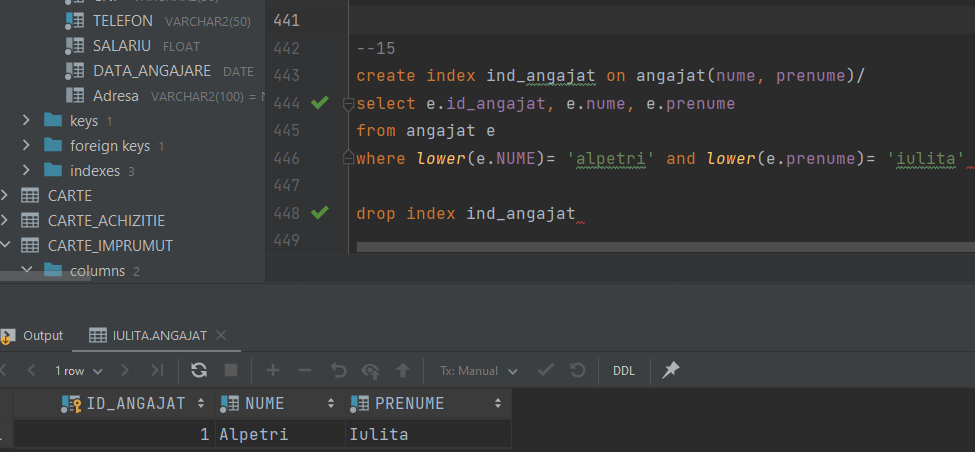 TELEFON VARCHAR2(50)
SALARIU FLOAT
DATA_ANGAJARE DATE
Adresa VARCHAR2(100) = N
keys 1
foreign keys 1
indexes 3
CARTE
CARTE_ACHIZITIE
CARTE_IMPRUMUT
columns 2
441
442 --15
443 create index ind_angajat on angajat(nume, prenume)/
444 select e.id_angajat, e.nume, e.prenume
445 from angajat e
446 where lower(e.NUME)= 'alpetri' and lower(e.prenume)= 'iulita'
447
448 drop index ind_angajat
449
Output IULITA.ANGAJAT
1 row Tx: Manual DDL
ID_ANGAJAT NUME PRENUME
1 Alpetri Iulita